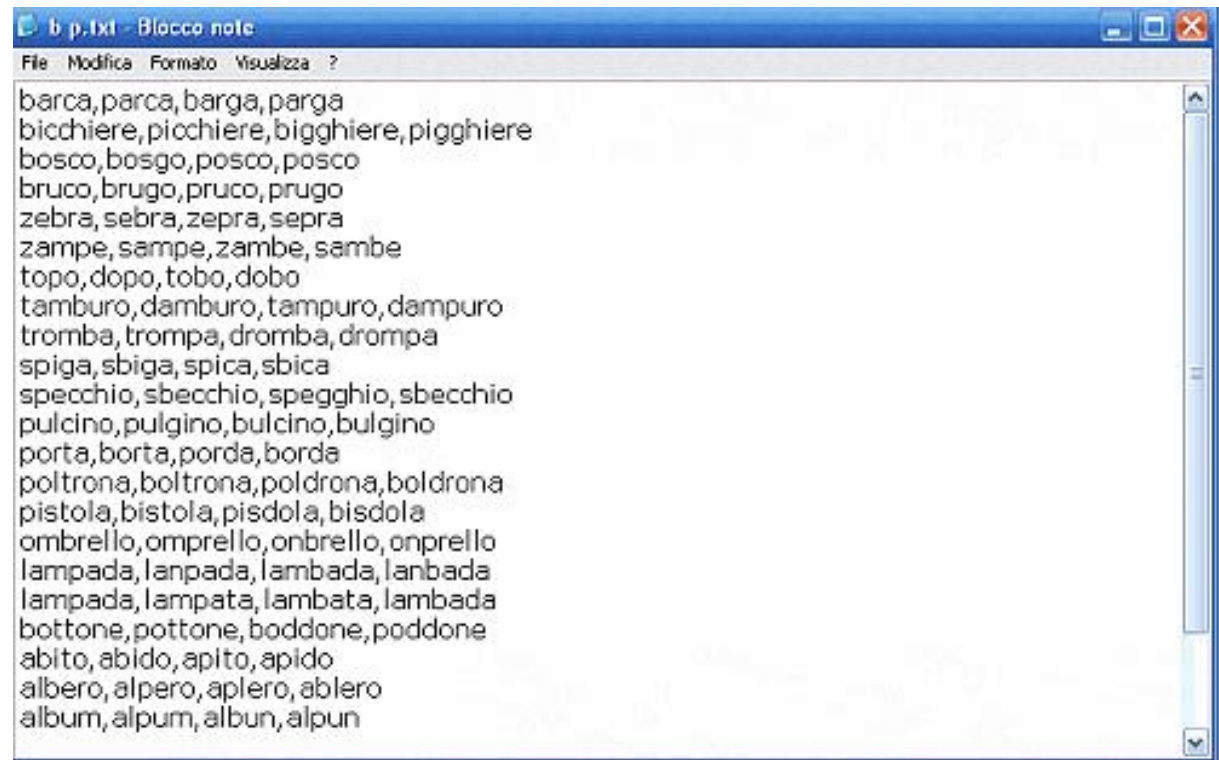 b p.txt - Blocco note
File Modifica Formato Visualizza ?
barca,parca,barga,parga
bicchiere,picchiere,bigghiere,pigghiere
bosco,bosgo,posco,posco
bruco,brugo,pruco,prugo
zebra,sebra,zepra,sepra
zampe,sampe,zambe,sambe
topo,dopo,tobo,dobo
tamburo,damburo,tampuro,dampuro
tromba,trompa,dromba,drompa
spiga,sbiga,spica,sbica
specchio,sbecchio,spegghio,sbecchio
pulcino,pulgino,bulcino,bulgino
porta,borta,porda,borda
poltrona,boltrona,poldrona,boldrona
pistola,bistola,pisdola,bisdola
ombrello,omprello,onbrello,onprello
lampada,lanpada,lambada,lanbada
lampada,lampata,lambata,lambada
bottone,pottone,boddone,poddone
abito,abido,apito,apido
albero,alpero,aplero,ablero
album,alpum,albun,alpun